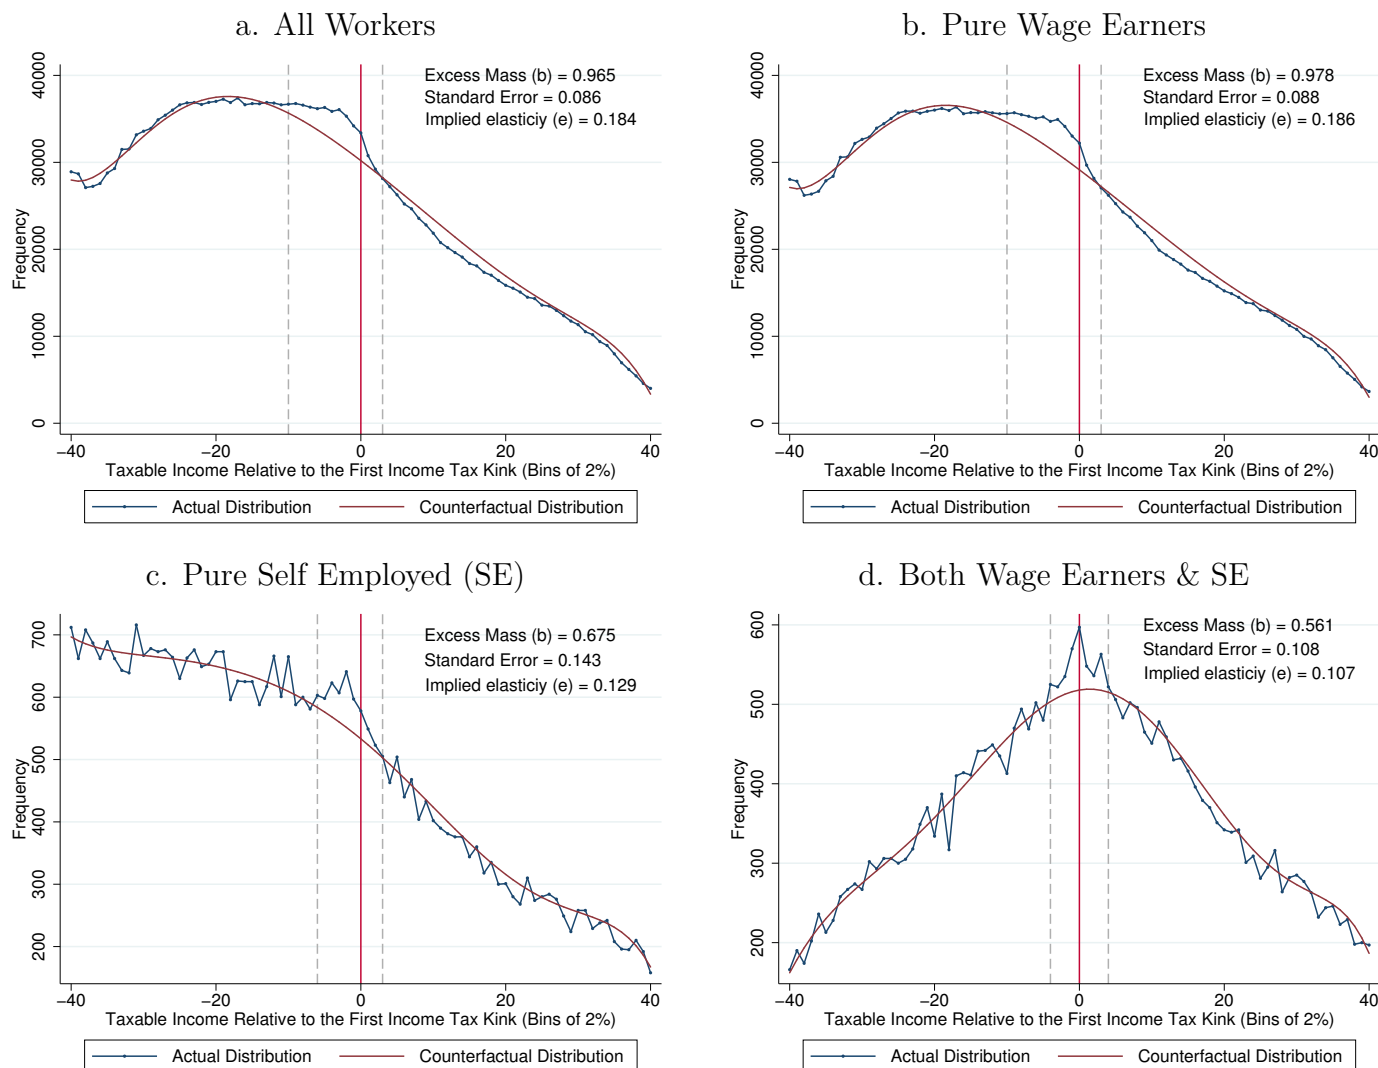 a. All Workers
Excess Mass (b) = 0.965
Standard Error = 0.086
Implied elasticiy (e) = 0.184
Frequency
0
10000
20000
30000
40000
−40
−20
0
20
40
Taxable Income Relative to the First Income Tax Kink (Bins of 2%)
Actual Distribution
Counterfactual Distribution
b. Pure Wage Earners
Excess Mass (b) = 0.978
Standard Error = 0.088
Implied elasticiy (e) = 0.186
Frequency
0
10000
20000
30000
40000
−40
−20
0
20
40
Taxable Income Relative to the First Income Tax Kink (Bins of 2%)
Actual Distribution
Counterfactual Distribution
c. Pure Self Employed (SE)
Excess Mass (b) = 0.675
Standard Error = 0.143
Implied elasticiy (e) = 0.129
Frequency
200
300
400
500
600
700
−40
−20
0
20
40
Taxable Income Relative to the First Income Tax Kink (Bins of 2%)
Actual Distribution
Counterfactual Distribution
d. Both Wage Earners & SE
Excess Mass (b) = 0.561
Standard Error = 0.108
Implied elasticiy (e) = 0.107
Frequency
200
300
400
500
600
−40
−20
0
20
40
Taxable Income Relative to the First Income Tax Kink (Bins of 2%)
Actual Distribution
Counterfactual Distribution